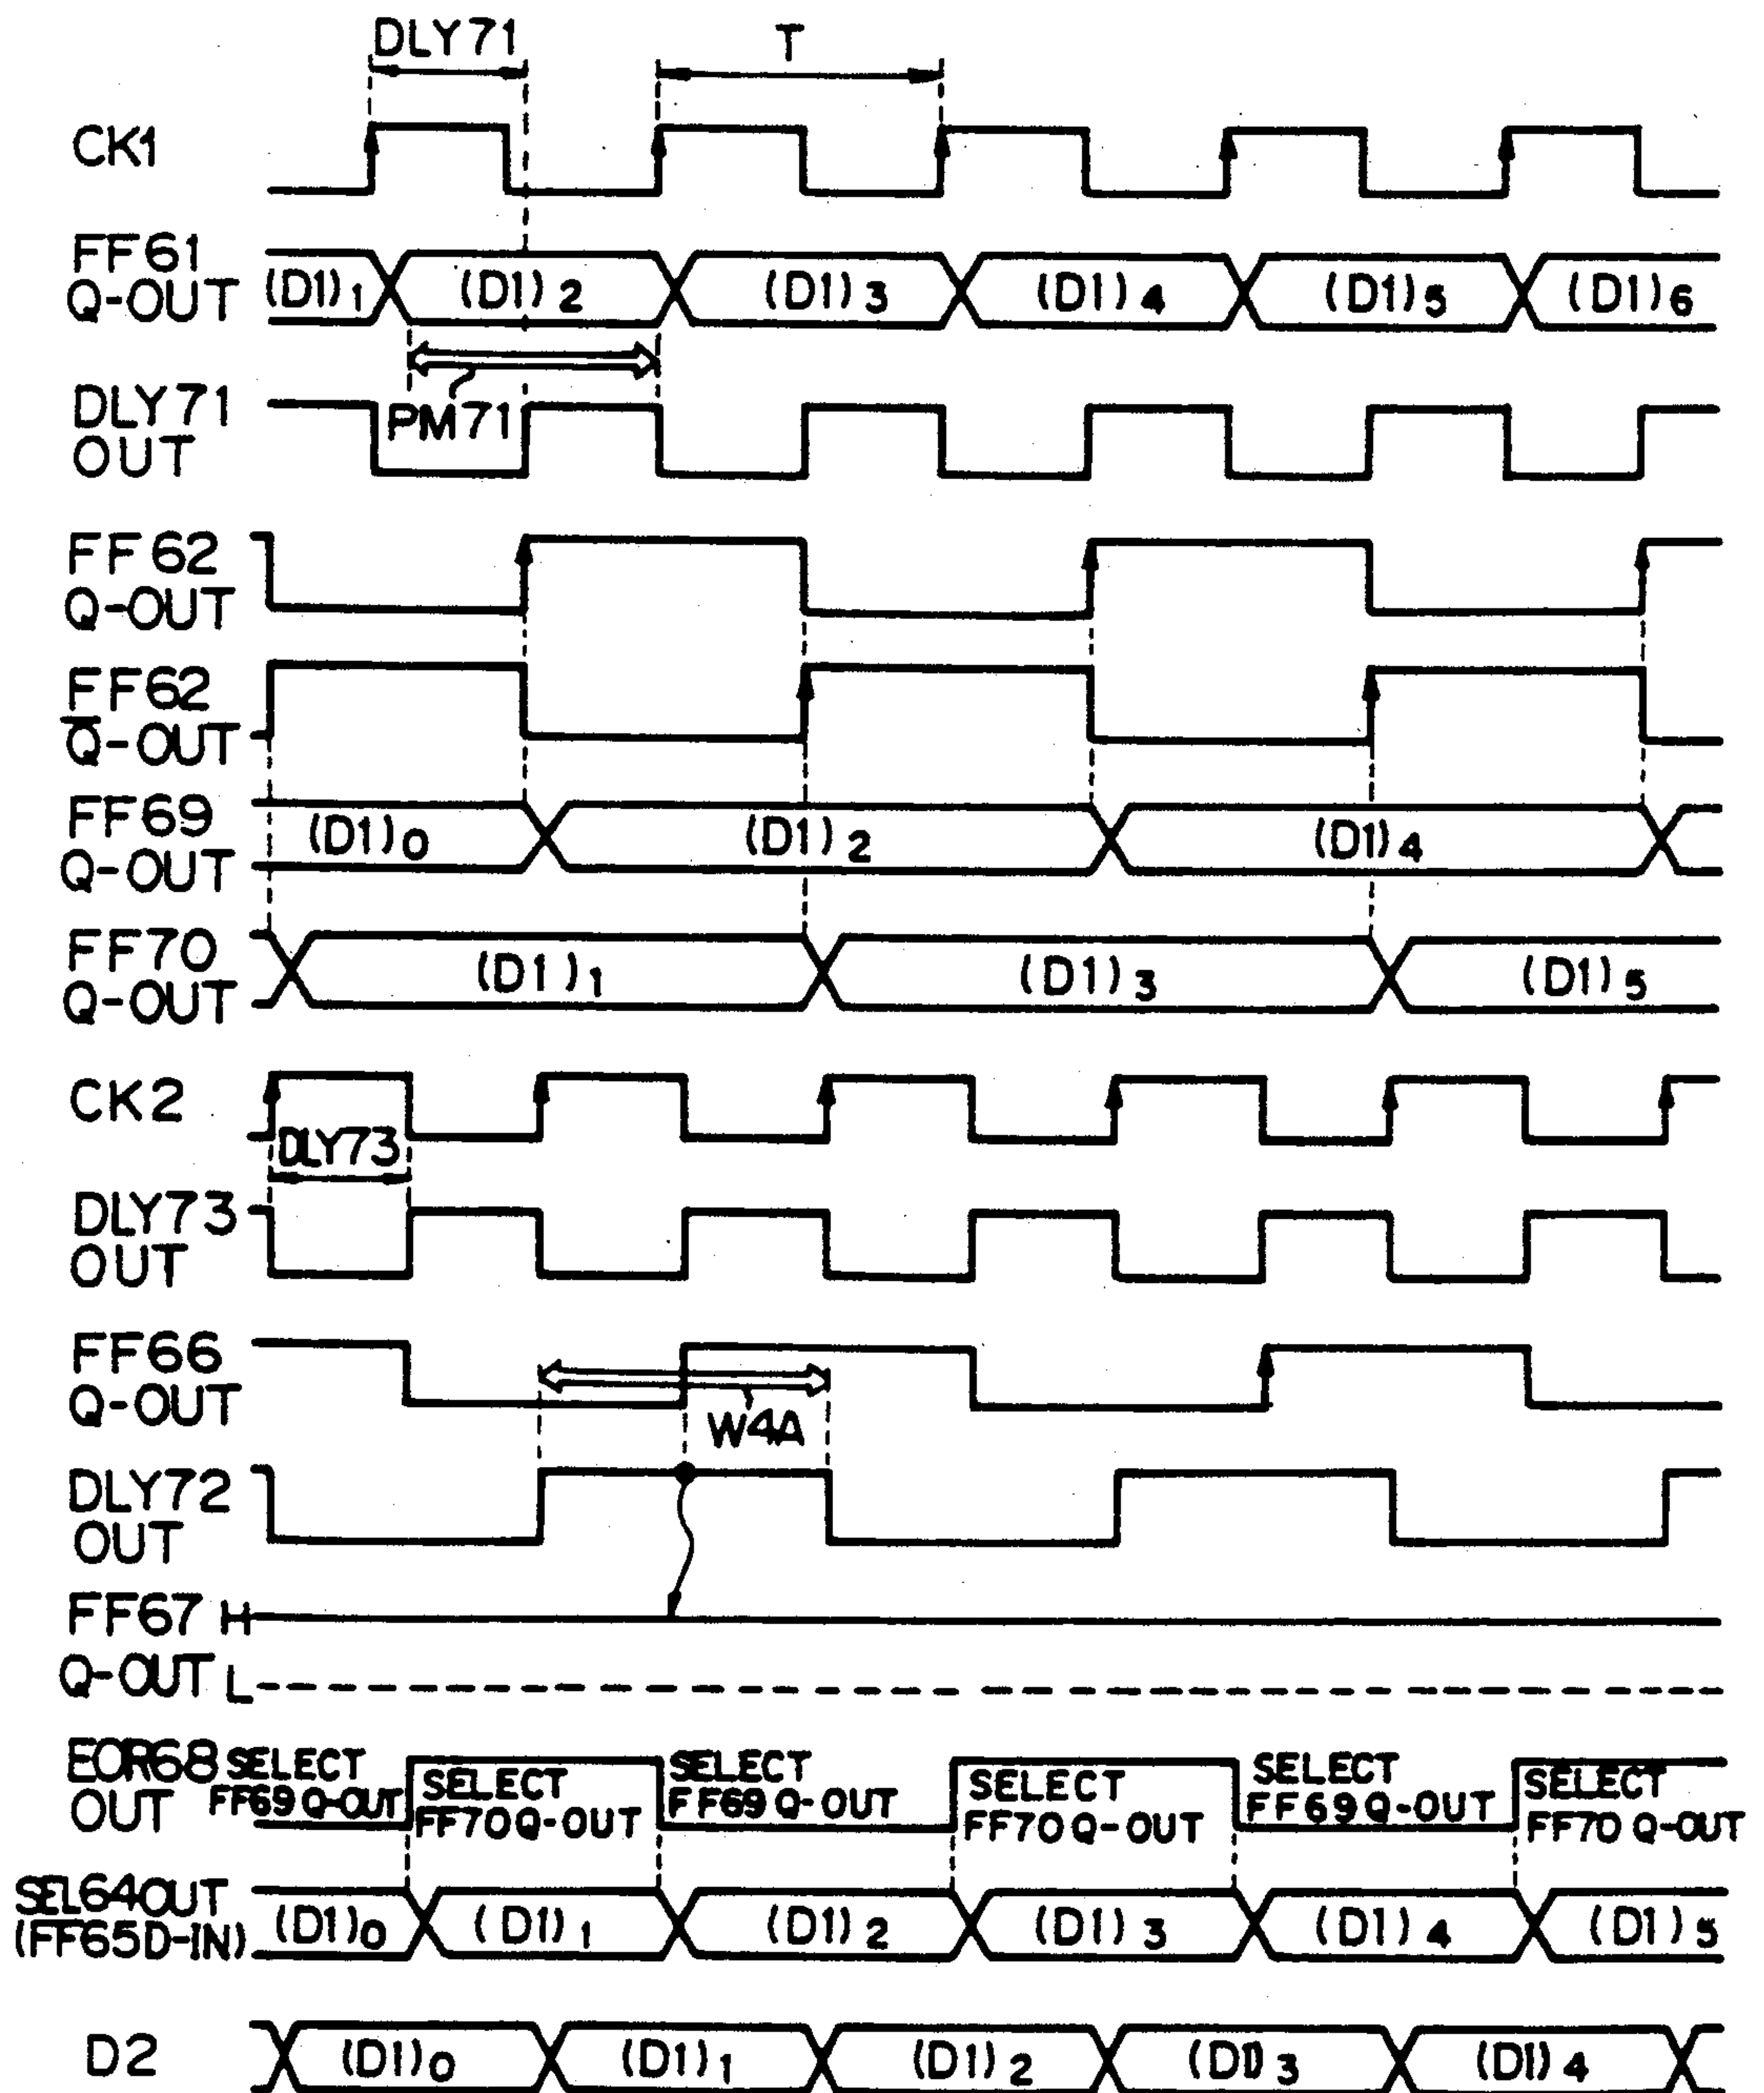 DLY71 T
CK1
FF61
Q-OUT (D1)1 (D1)2 (D1)3 (D1)4 (D1)5 (D1)6
PM71
DLY71
OUT
FF62
Q-OUT
FF62
Q̅-OUT
FF69
Q-OUT (D1)0 (D1)2 (D1)4
FF70
Q-OUT (D1)1 (D1)3 (D1)5
CK2
DLY73
DLY73
OUT
FF66
Q-OUT
W4A
DLY72
OUT
FF67 H
Q-OUT L
EOR68
OUT
SELECT
FF69 Q-OUT
SELECT
FF70 Q-OUT
SELECT
FF69 Q-OUT
SELECT
FF70 Q-OUT
SELECT
FF69 Q-OUT
SELECT
FF70 Q-OUT
SEL64OUT
(FF65D-IN) (D1)0 (D1)1 (D1)2 (D1)3 (D1)4 (D1)5
D2 (D1)0 (D1)1 (D1)2 (D1)3 (D1)4